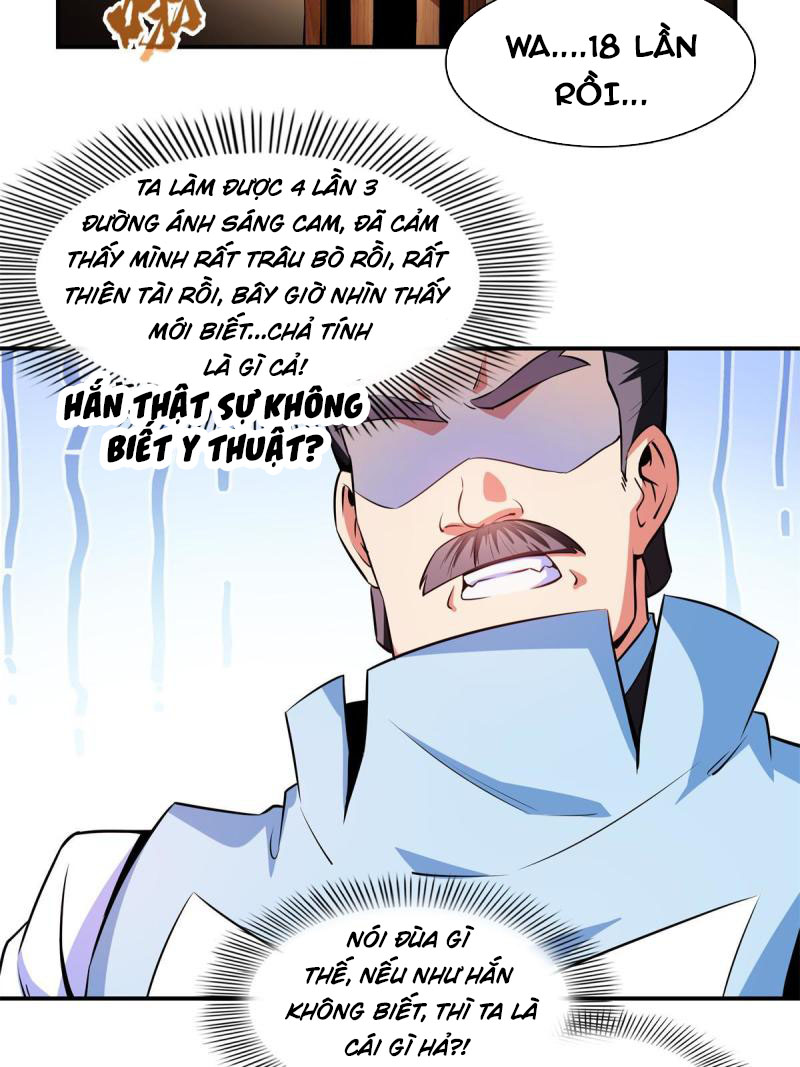 WA....18 LẦN
RỒI...
TA LÀM ĐƯỢC 4 LẦN 3
ĐƯỜNG ÁNH SÁNG CAM, ĐÃ CẢM
THẤY MÌNH RẤT TRÂU BÒ RỒI, RẤT
THIÊN TÀI RỒI, BÂY GIỜ NHÌN THẤY
MỚI BIẾT...CHẢ TÍNH
LÀ GÌ CẢ!
HẮN THẬT SỰ KHÔNG
BIẾT Y THUẬT?
NÓI ĐÙA GÌ
THẾ, NẾU NHƯ HẮN
KHÔNG BIẾT, THÌ TA LÀ
CÁI GÌ HẢ?!